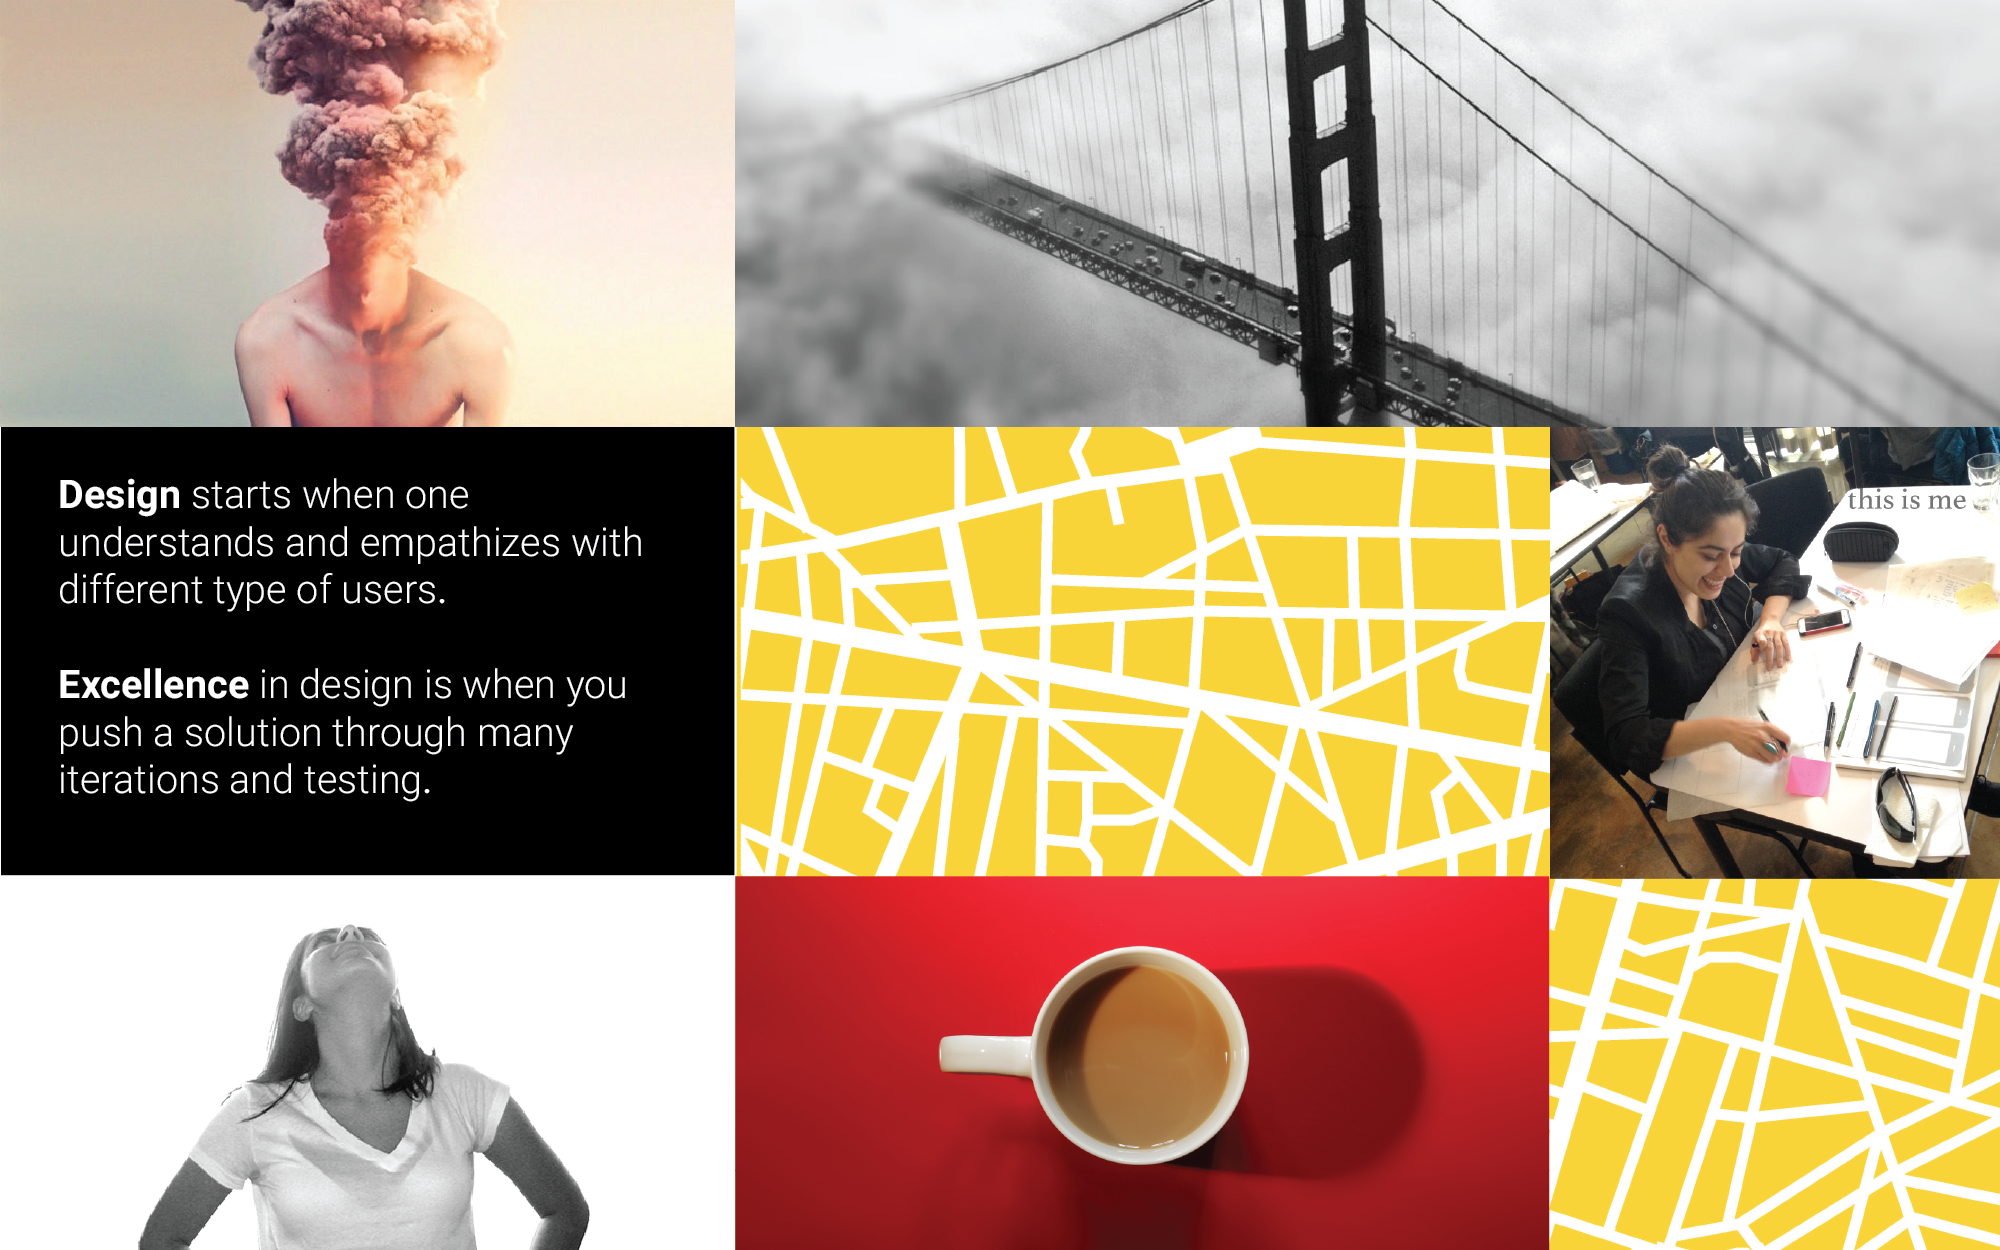 Design starts when one
understands and empathizes with
different type of users.
Excellence in design is when you
push a solution through many
iterations and testing.
this is me